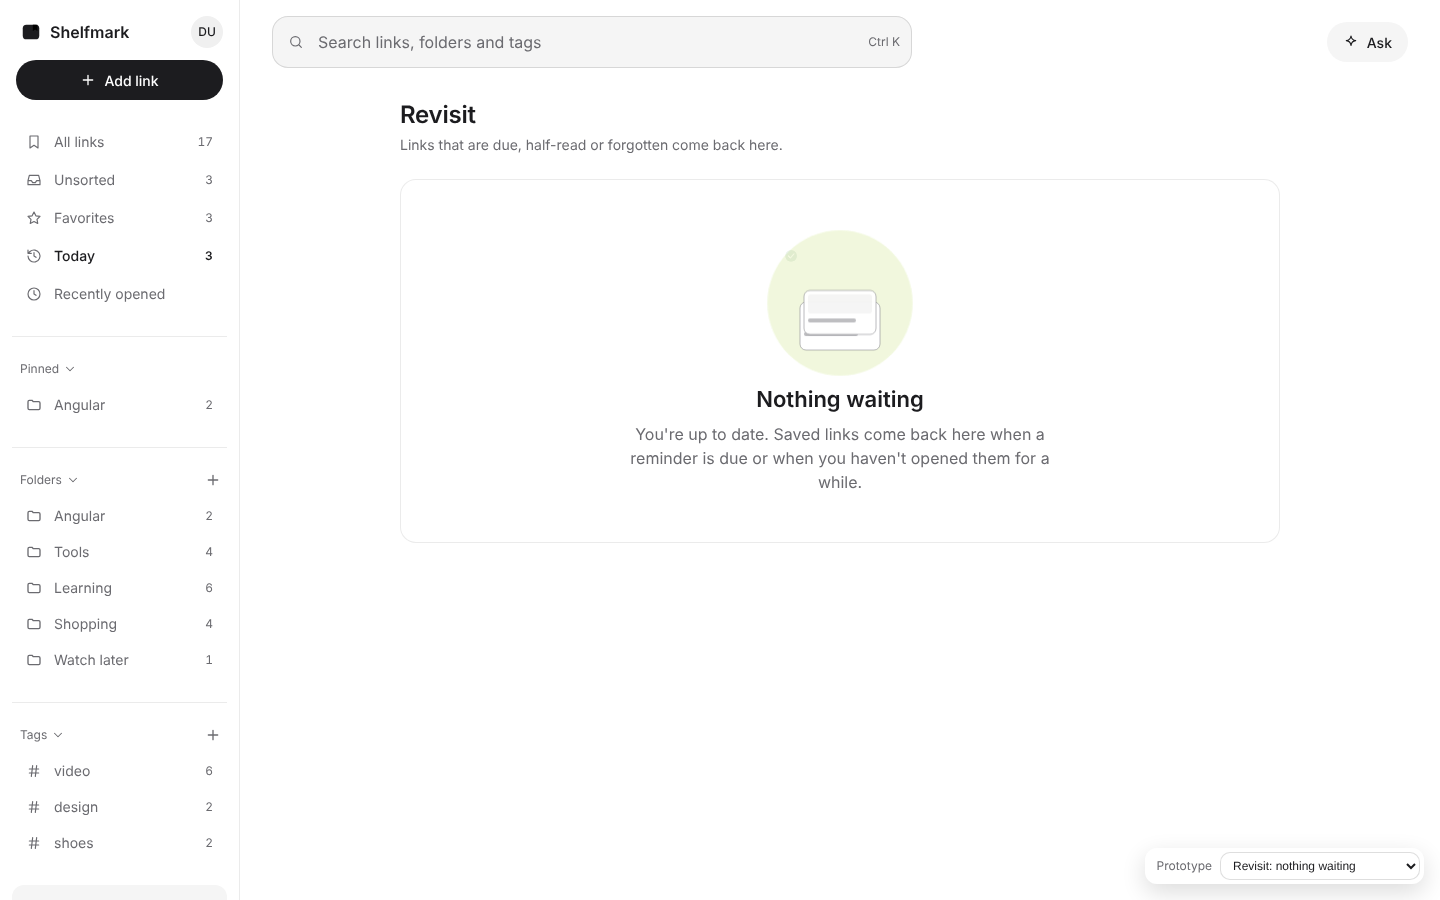 Shelfmark
DU
Add link
All links 17
Unsorted 3
Favorites 3
Today 3
Recently opened
Pinned
Angular 2
Folders
Angular 2
Tools 4
Learning 6
Shopping 4
Watch later 1
Tags
# video 6
# design 2
# shoes 2
Search links, folders and tags Ctrl K
Ask
Revisit
Links that are due, half-read or forgotten come back here.
Nothing waiting
You're up to date. Saved links come back here when a
reminder is due or when you haven't opened them for a
while.
Prototype Revisit: nothing waiting